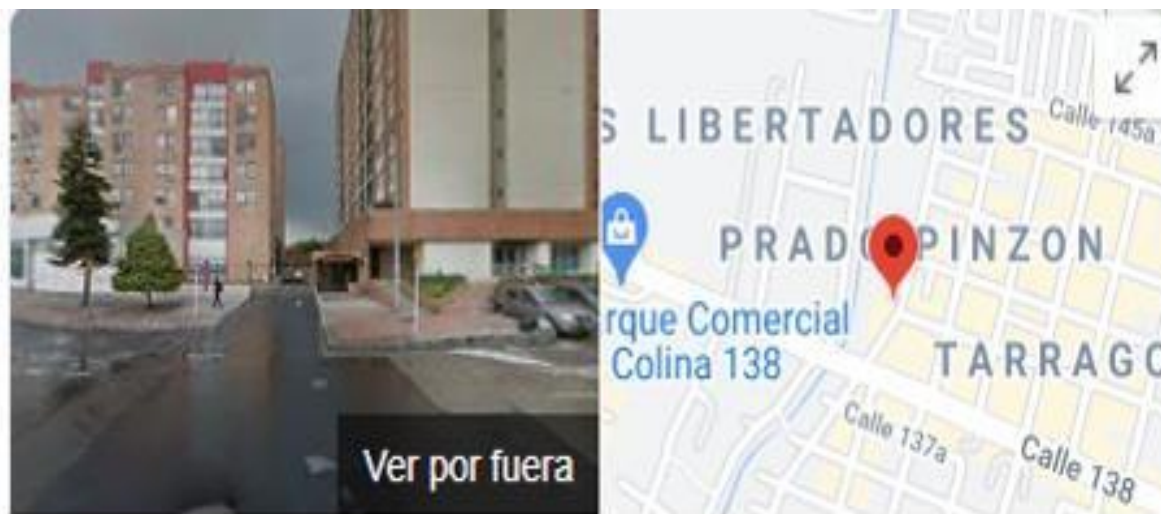 Ver por fuera
S LIBERTADORES
Calle 145a
PRADO PINZON
rque Comercial
Colina 138
TARRAGO
Calle 137a
Calle 138